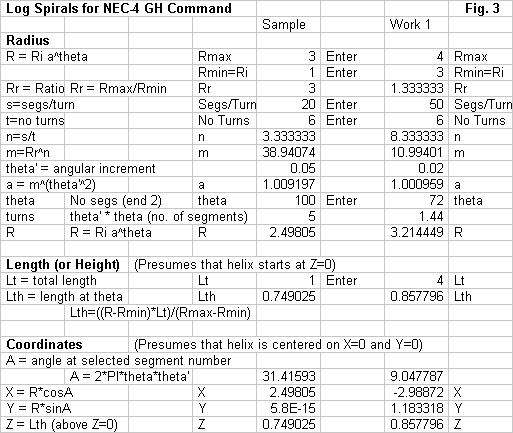 Log Spirals for NEC-4 GH Command Fig. 3
Sample Work 1
Radius
R = Ri a^theta Rmax 3 Enter 4 Rmax
Rmin=Ri 1 Enter 3 Rmin=Ri
Rr = Ratio Rr = Rmax/Rmin Rr 3 1.333333 Rr
s=segs/turn Segs/Turn 20 Enter 50 Segs/Turn
t=no turns No Turns 6 Enter 6 No Turns
n=s/t n 3.333333 8.333333 n
m=Rr^n m 38.94074 10.99401 m
theta' = angular increment 0.05 0.02
a = m^(theta'^2) a 1.009197 1.000959 a
theta No segs (end 2) theta 100 Enter 72 theta
turns theta' * theta (no. of segments) 5 1.44
R R = Ri a^theta R 2.49805 3.214449 R
Length (or Height) (Presumes that helix starts at Z=0)
Lt = total length Lt 1 Enter 4 Lt
Lth = length at theta Lth 0.749025 0.857796 Lth
Lth=((R-Rmin)*Lt)/(Rmax-Rmin)
Coordinates (Presumes that helix is centered on X=0 and Y=0)
A = angle at selected segment number
A = 2*PI*theta*theta' 31.41593 9.047787
X = R*cosA X 2.49805 -2.98872 X
Y = R*sinA Y 5.8E-15 1.183318 Y
Z = Lth (above Z=0) Z 0.749025 0.857796 Z